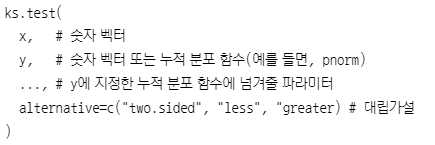 ks.test(
x, # 숫자 벡터
y, # 숫자 벡터 또는 누적 분포 함수(예를 들면, pnorm)
..., # y에 지정한 누적 분포 함수에 넘겨줄 파라미터
alternative=c("two.sided", "less", "greater) # 대립가설
)